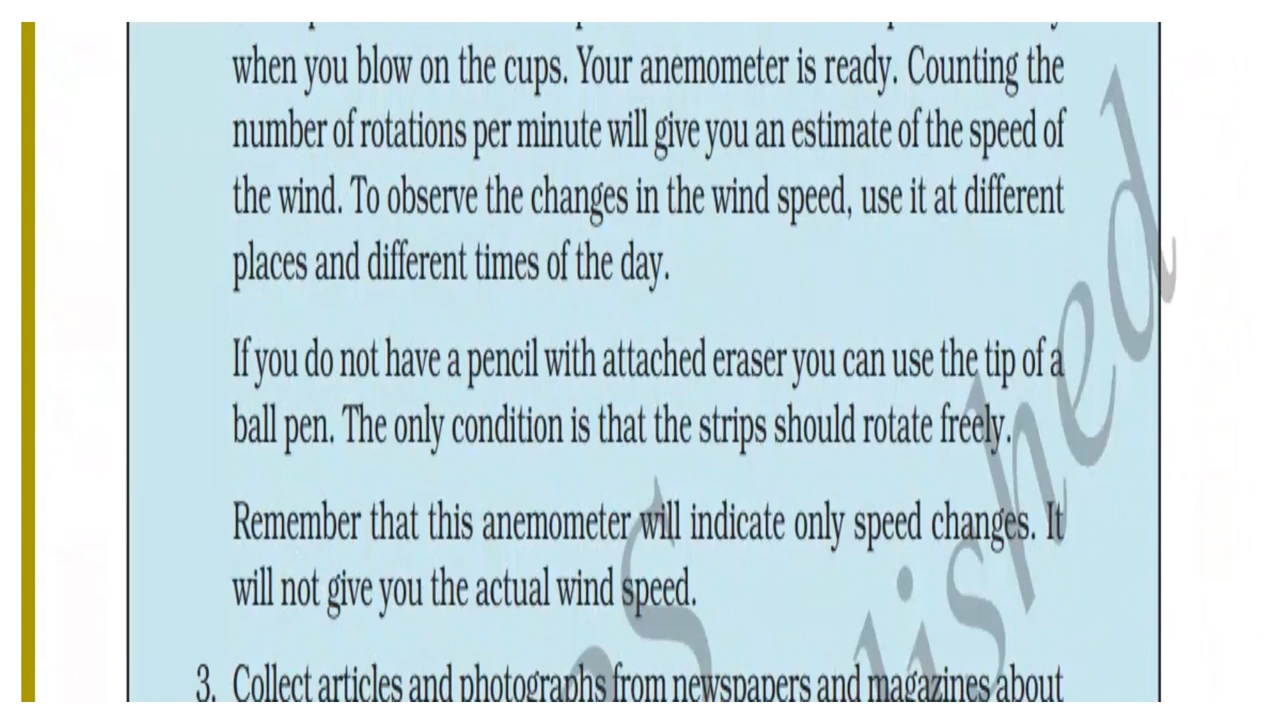 when you blow on the cups. Your anemometer is ready. Counting the
number of rotations per minute will give you an estimate of the speed of
the wind. To observe the changes in the wind speed, use it at different
places and different times of the day.
If you do not have a pencil with attached eraser you can use the tip of a
ball pen. The only condition is that the strips should rotate freely.
Remember that this anemometer will indicate only speed changes. It
will not give you the actual wind speed.
3. Collect articles and photographs from newspapers and magazines about